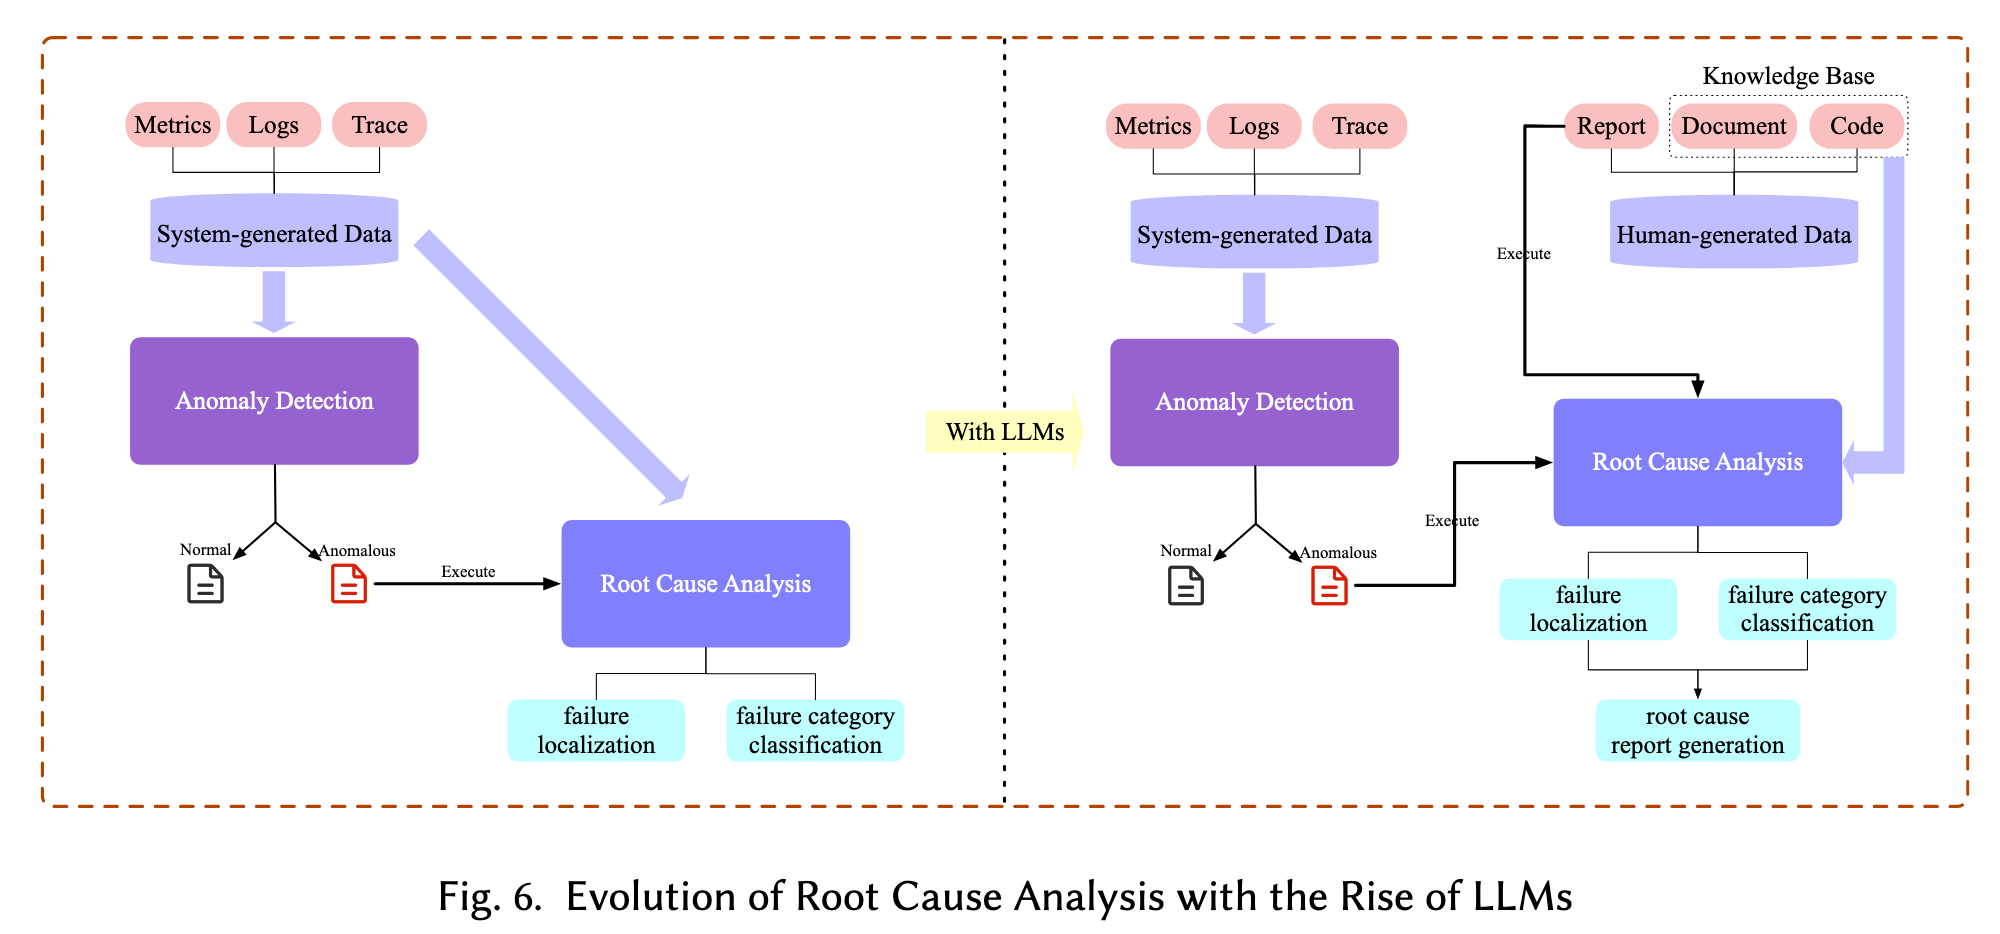 Metrics
Logs
Trace
System-generated Data
Anomaly Detection
Normal
Anomalous
Execute
Root Cause Analysis
failure
localization
failure category
classification
With LLMs
Knowledge Base
Metrics
Logs
Trace
Report
Document
Code
System-generated Data
Human-generated Data
Execute
Anomaly Detection
Root Cause Analysis
Execute
Normal
Anomalous
failure
localization
failure category
classification
root cause
report generation
Fig. 6. Evolution of Root Cause Analysis with the Rise of LLMs